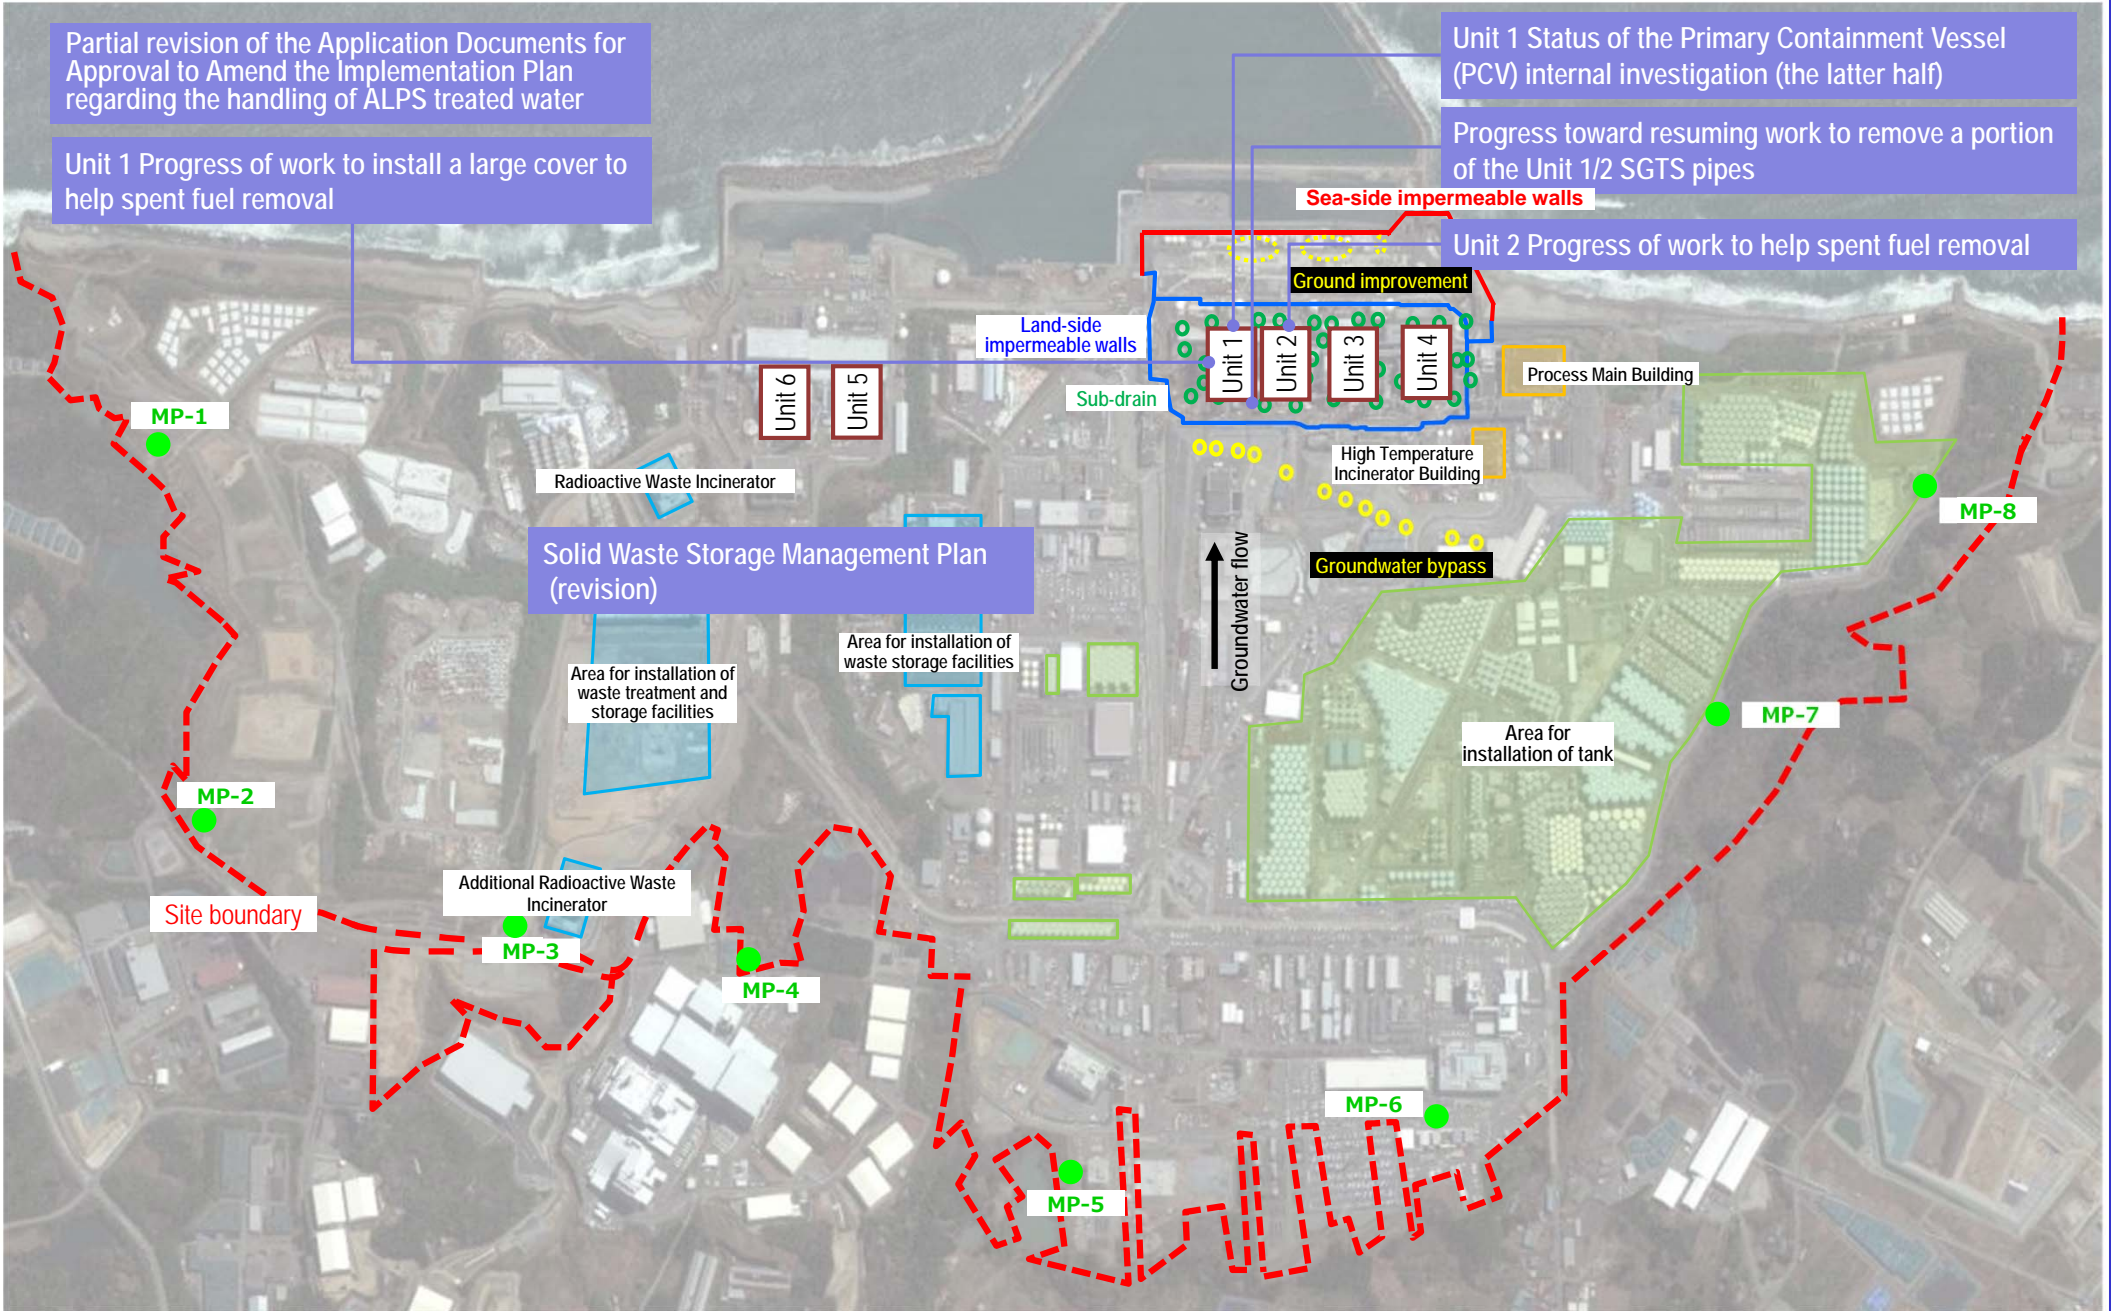 Partial revision of the Application Documents for
Approval to Amend the Implementation Plan
regarding the handling of ALPS treated water
Unit 1 Progress of work to install a large cover to
help spent fuel removal
Unit 1 Status of the Primary Containment Vessel
(PCV) internal investigation (the latter half)
Progress toward resuming work to remove a portion
of the Unit 1/2 SGTS pipes
Sea-side impermeable walls
Unit 2 Progress of work to help spent fuel removal
Ground improvement
Land-side
impermeable walls
Unit 1
Unit 2
Unit 3
Unit 4
Unit 6
Unit 5
Process Main Building
Sub-drain
MP-1
High Temperature
Incinerator Building
Radioactive Waste Incinerator
MP-8
Solid Waste Storage Management Plan
(revision)
Groundwater bypass
Groundwater flow
Area for installation of
waste storage facilities
Area for installation of
waste treatment and
storage facilities
MP-7
Area for
installation of tank
MP-2
Additional Radioactive Waste
Incinerator
Site boundary
MP-3
MP-4
MP-6
MP-5